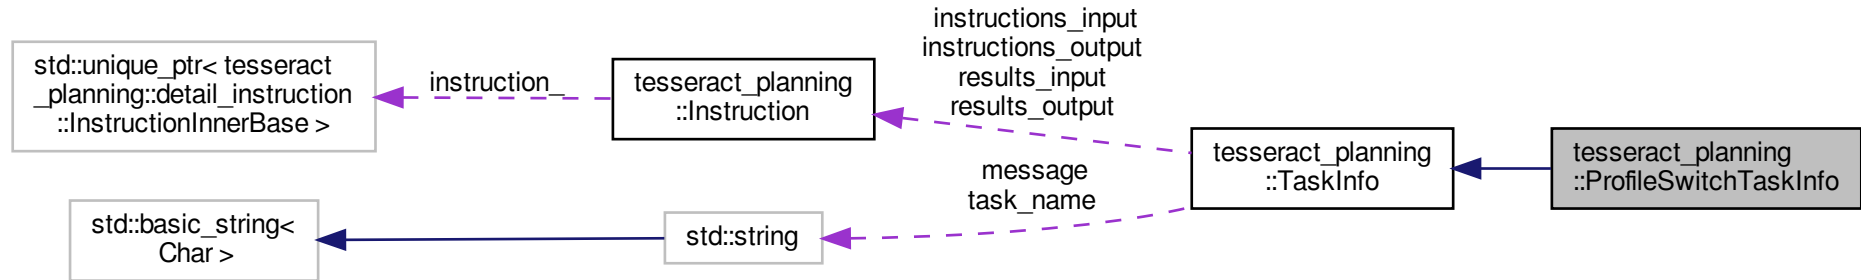 std::unique_ptr< tesseract
_planning::detail_instruction
::InstructionInnerBase >
instruction_
tesseract_planning
::Instruction
instructions_input
instructions_output
results_input
results_output
tesseract_planning
::TaskInfo
tesseract_planning
::ProfileSwitchTaskInfo
std::basic_string<
Char >
std::string
message
task_name